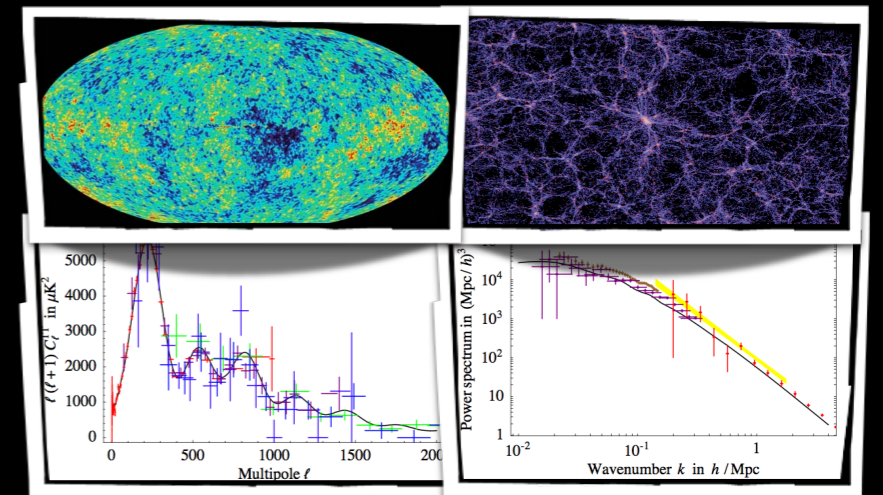 5000
4000
3000
2000
1000
0
ℓ (ℓ + 1) C_ℓ^TT in μK²
0 500 1000 1500 200
Multipole ℓ
10⁴
10³
10²
10
1
Power spectrum in (Mpc / h)³
10⁻² 10⁻¹ 1
Wavenumber k in h / Mpc